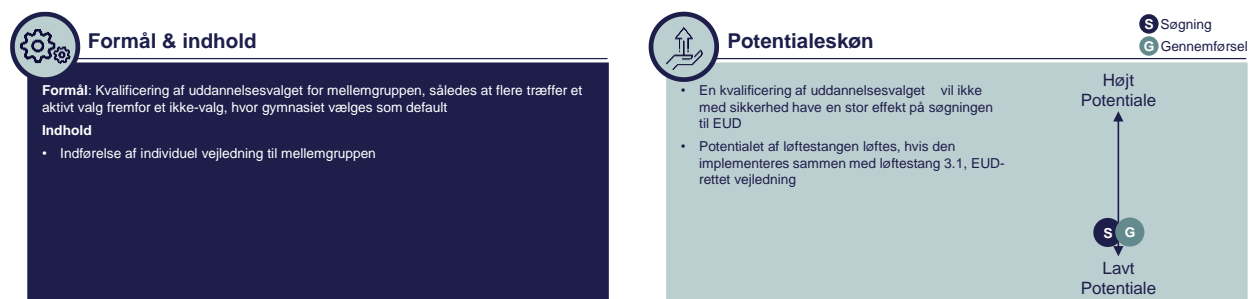 Formål & indhold
Formål: Kvalificering af uddannelsesvalget for mellemgruppen, således at flere træffer et
aktivt valg fremfor et ikke-valg, hvor gymnasiet vælges som default
Indhold
• Indførelse af individuel vejledning til mellemgruppen
Potentialeskøn
S Søgning
G Gennemførsel
• En kvalificering af uddannelsesvalget vil ikke
med sikkerhed have en stor effekt på søgningen
til EUD
• Potentialet af løftestangen løftes, hvis den
implementeres sammen med løftestang 3.1, EUD-
rettet vejledning
Højt
Potentiale
S G
Lavt
Potentiale